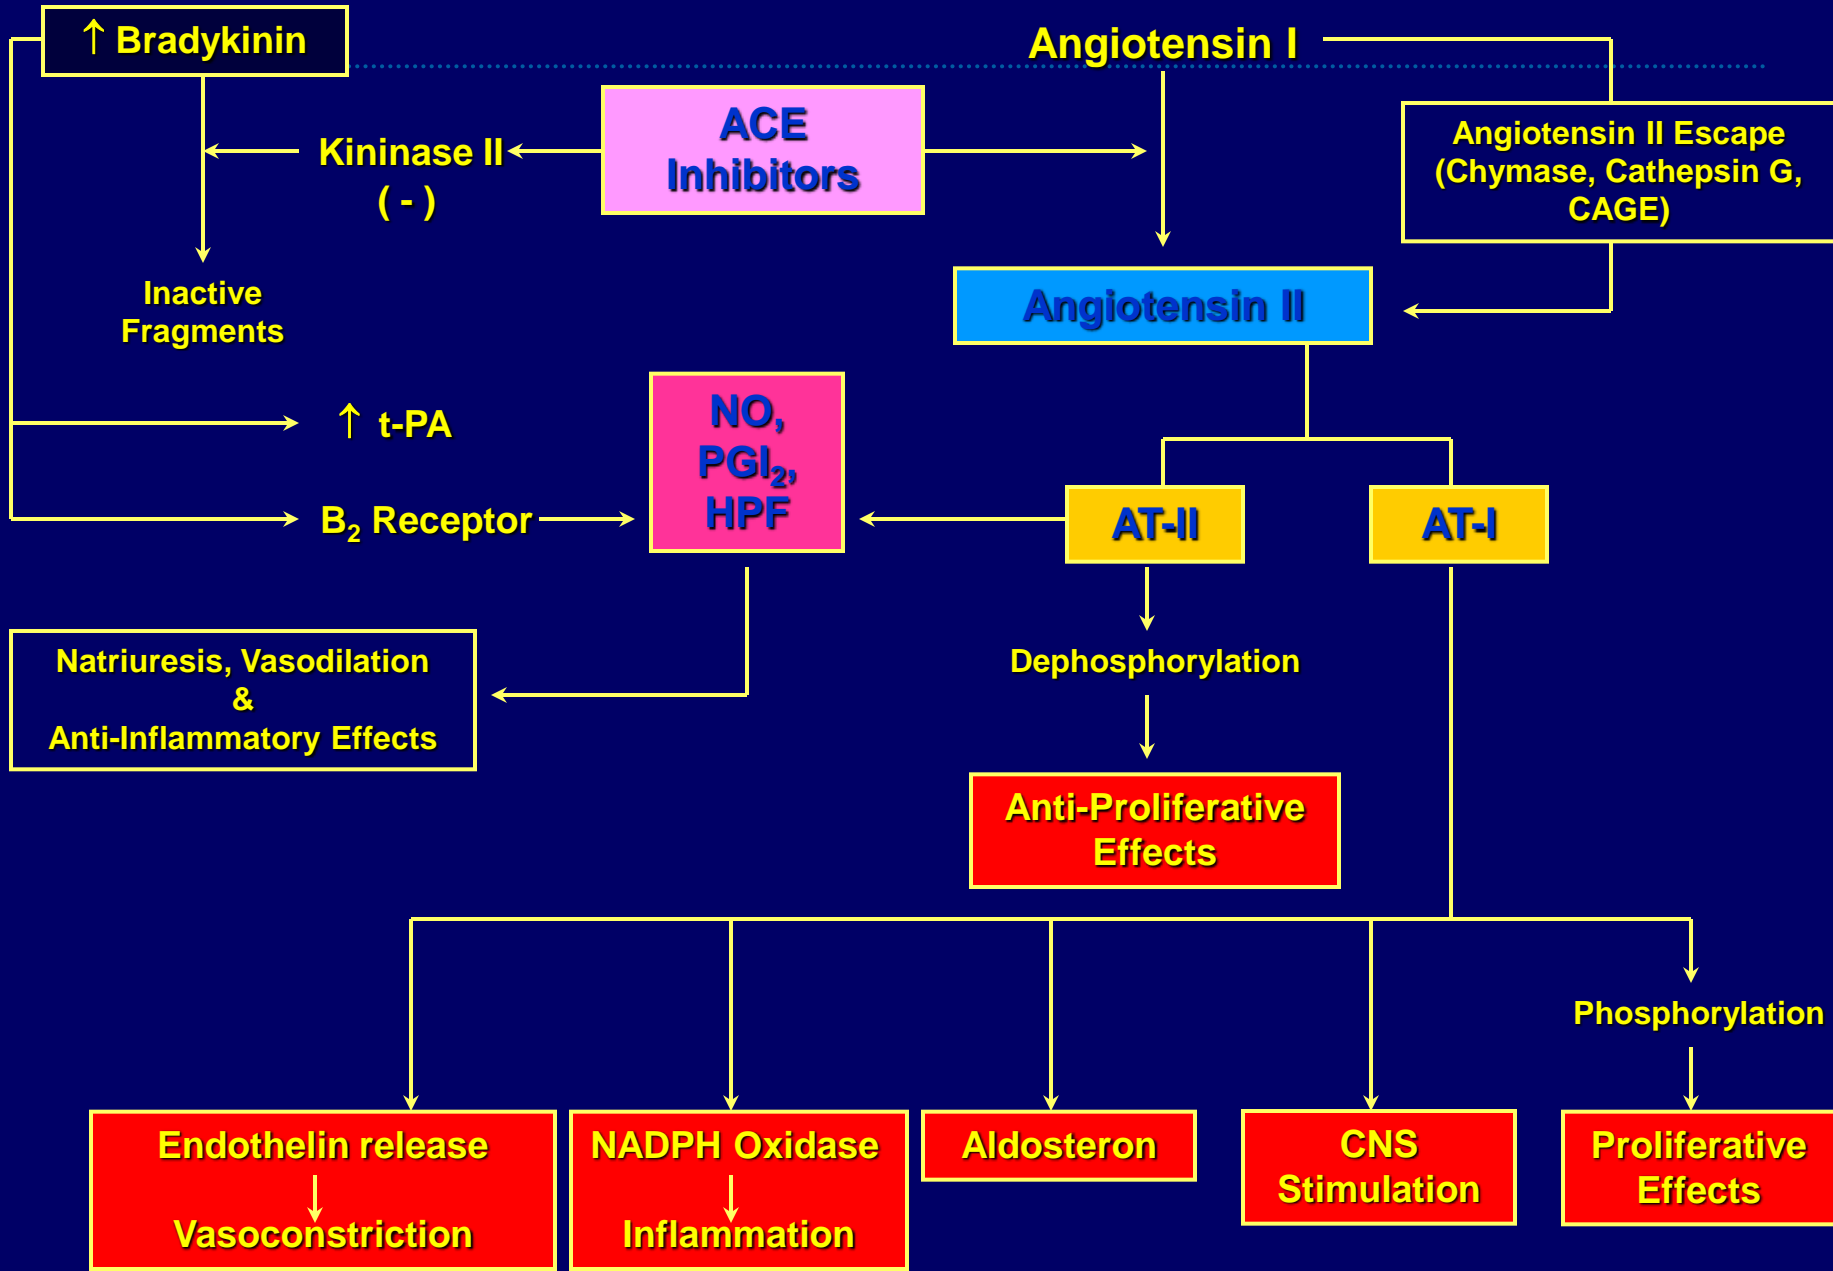 ↑ Bradykinin
Angiotensin I
ACE
Inhibitors
Kininase II
( - )
Angiotensin II Escape
(Chymase, Cathepsin G,
CAGE)
Inactive
Fragments
Angiotensin II
↑ t-PA
NO,
PGI₂,
HPF
B₂ Receptor
AT-II
AT-I
Natriuresis, Vasodilation
&
Anti-Inflammatory Effects
Dephosphorylation
Anti-Proliferative
Effects
Phosphorylation
Endothelin release
Vasoconstriction
NADPH Oxidase
Inflammation
Aldosteron
CNS
Stimulation
Proliferative
Effects